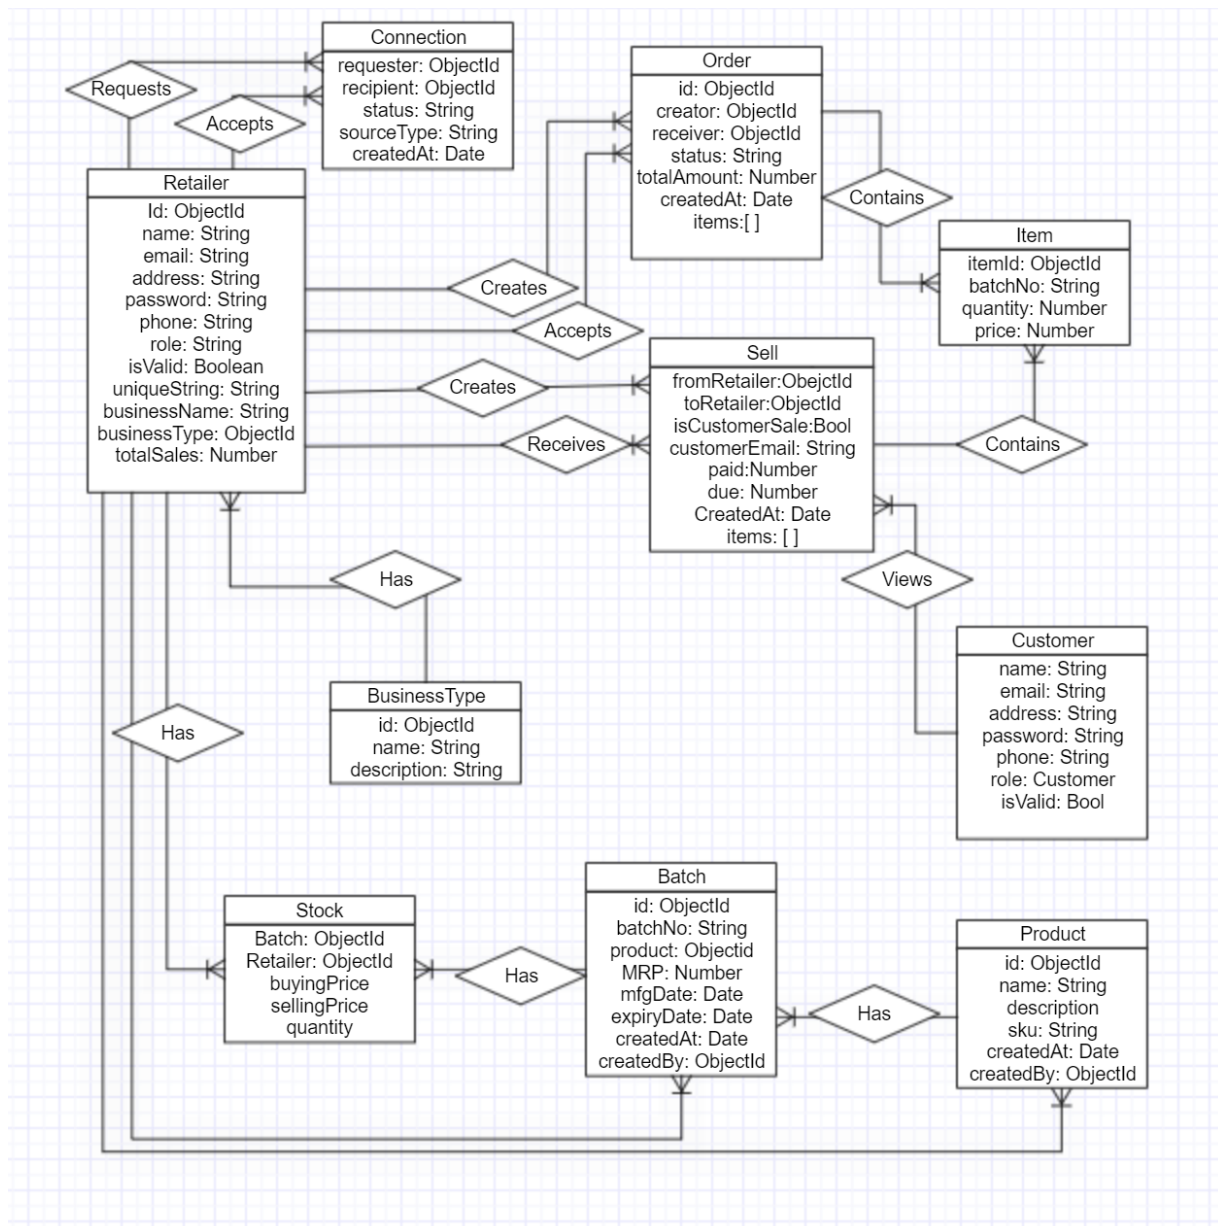 Connection
requester: ObjectId
recipient: ObjectId
status: String
sourceType: String
createdAt: Date
Requests
Accepts
Order
id: ObjectId
creator: ObjectId
receiver: ObjectId
status: String
totalAmount: Number
createdAt: Date
items:[ ]
Contains
Retailer
Id: ObjectId
name: String
email: String
address: String
password: String
phone: String
role: String
isValid: Boolean
uniqueString: String
businessName: String
businessType: ObjectId
totalSales: Number
Item
itemId: ObjectId
batchNo: String
quantity: Number
price: Number
Creates
Accepts
Creates
Receives
Sell
fromRetailer:ObejctId
toRetailer:ObjectId
isCustomerSale:Bool
customerEmail: String
paid:Number
due: Number
CreatedAt: Date
items: [ ]
Contains
Has
Views
Customer
name: String
email: String
address: String
password: String
phone: String
role: Customer
isValid: Bool
BusinessType
id: ObjectId
name: String
description: String
Has
Stock
Batch: ObjectId
Retailer: ObjectId
buyingPrice
sellingPrice
quantity
Has
Batch
id: ObjectId
batchNo: String
product: Objectid
MRP: Number
mfgDate: Date
expiryDate: Date
createdAt: Date
createdBy: ObjectId
Has
Product
id: ObjectId
name: String
description
sku: String
createdAt: Date
createdBy: ObjectId